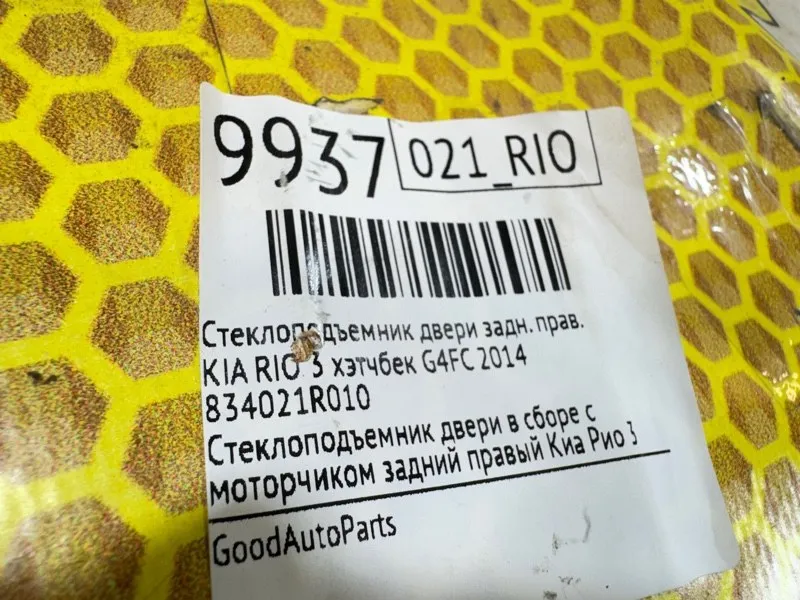 9937 021_RIO
Стеклоподъемник двери задн. прав.
KIA RIO 3 хэтчбек G4FC 2014
834021R010
Стеклоподъемник двери в сборе с
моторчиком задний правый Киа Рио 3
GoodAutoParts